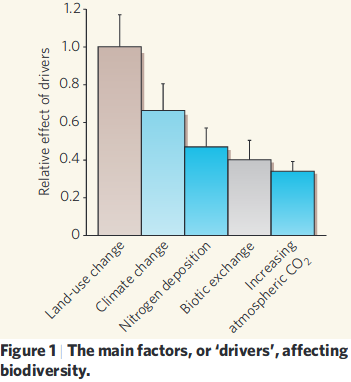 1.2
1.0
0.8
0.6
0.4
0.2
0
Relative effect of drivers
Land-use change
Climate change
Nitrogen deposition
Biotic exchange
Increasing
atmospheric CO₂
Figure 1 | The main factors, or ‘drivers’, affecting
biodiversity.